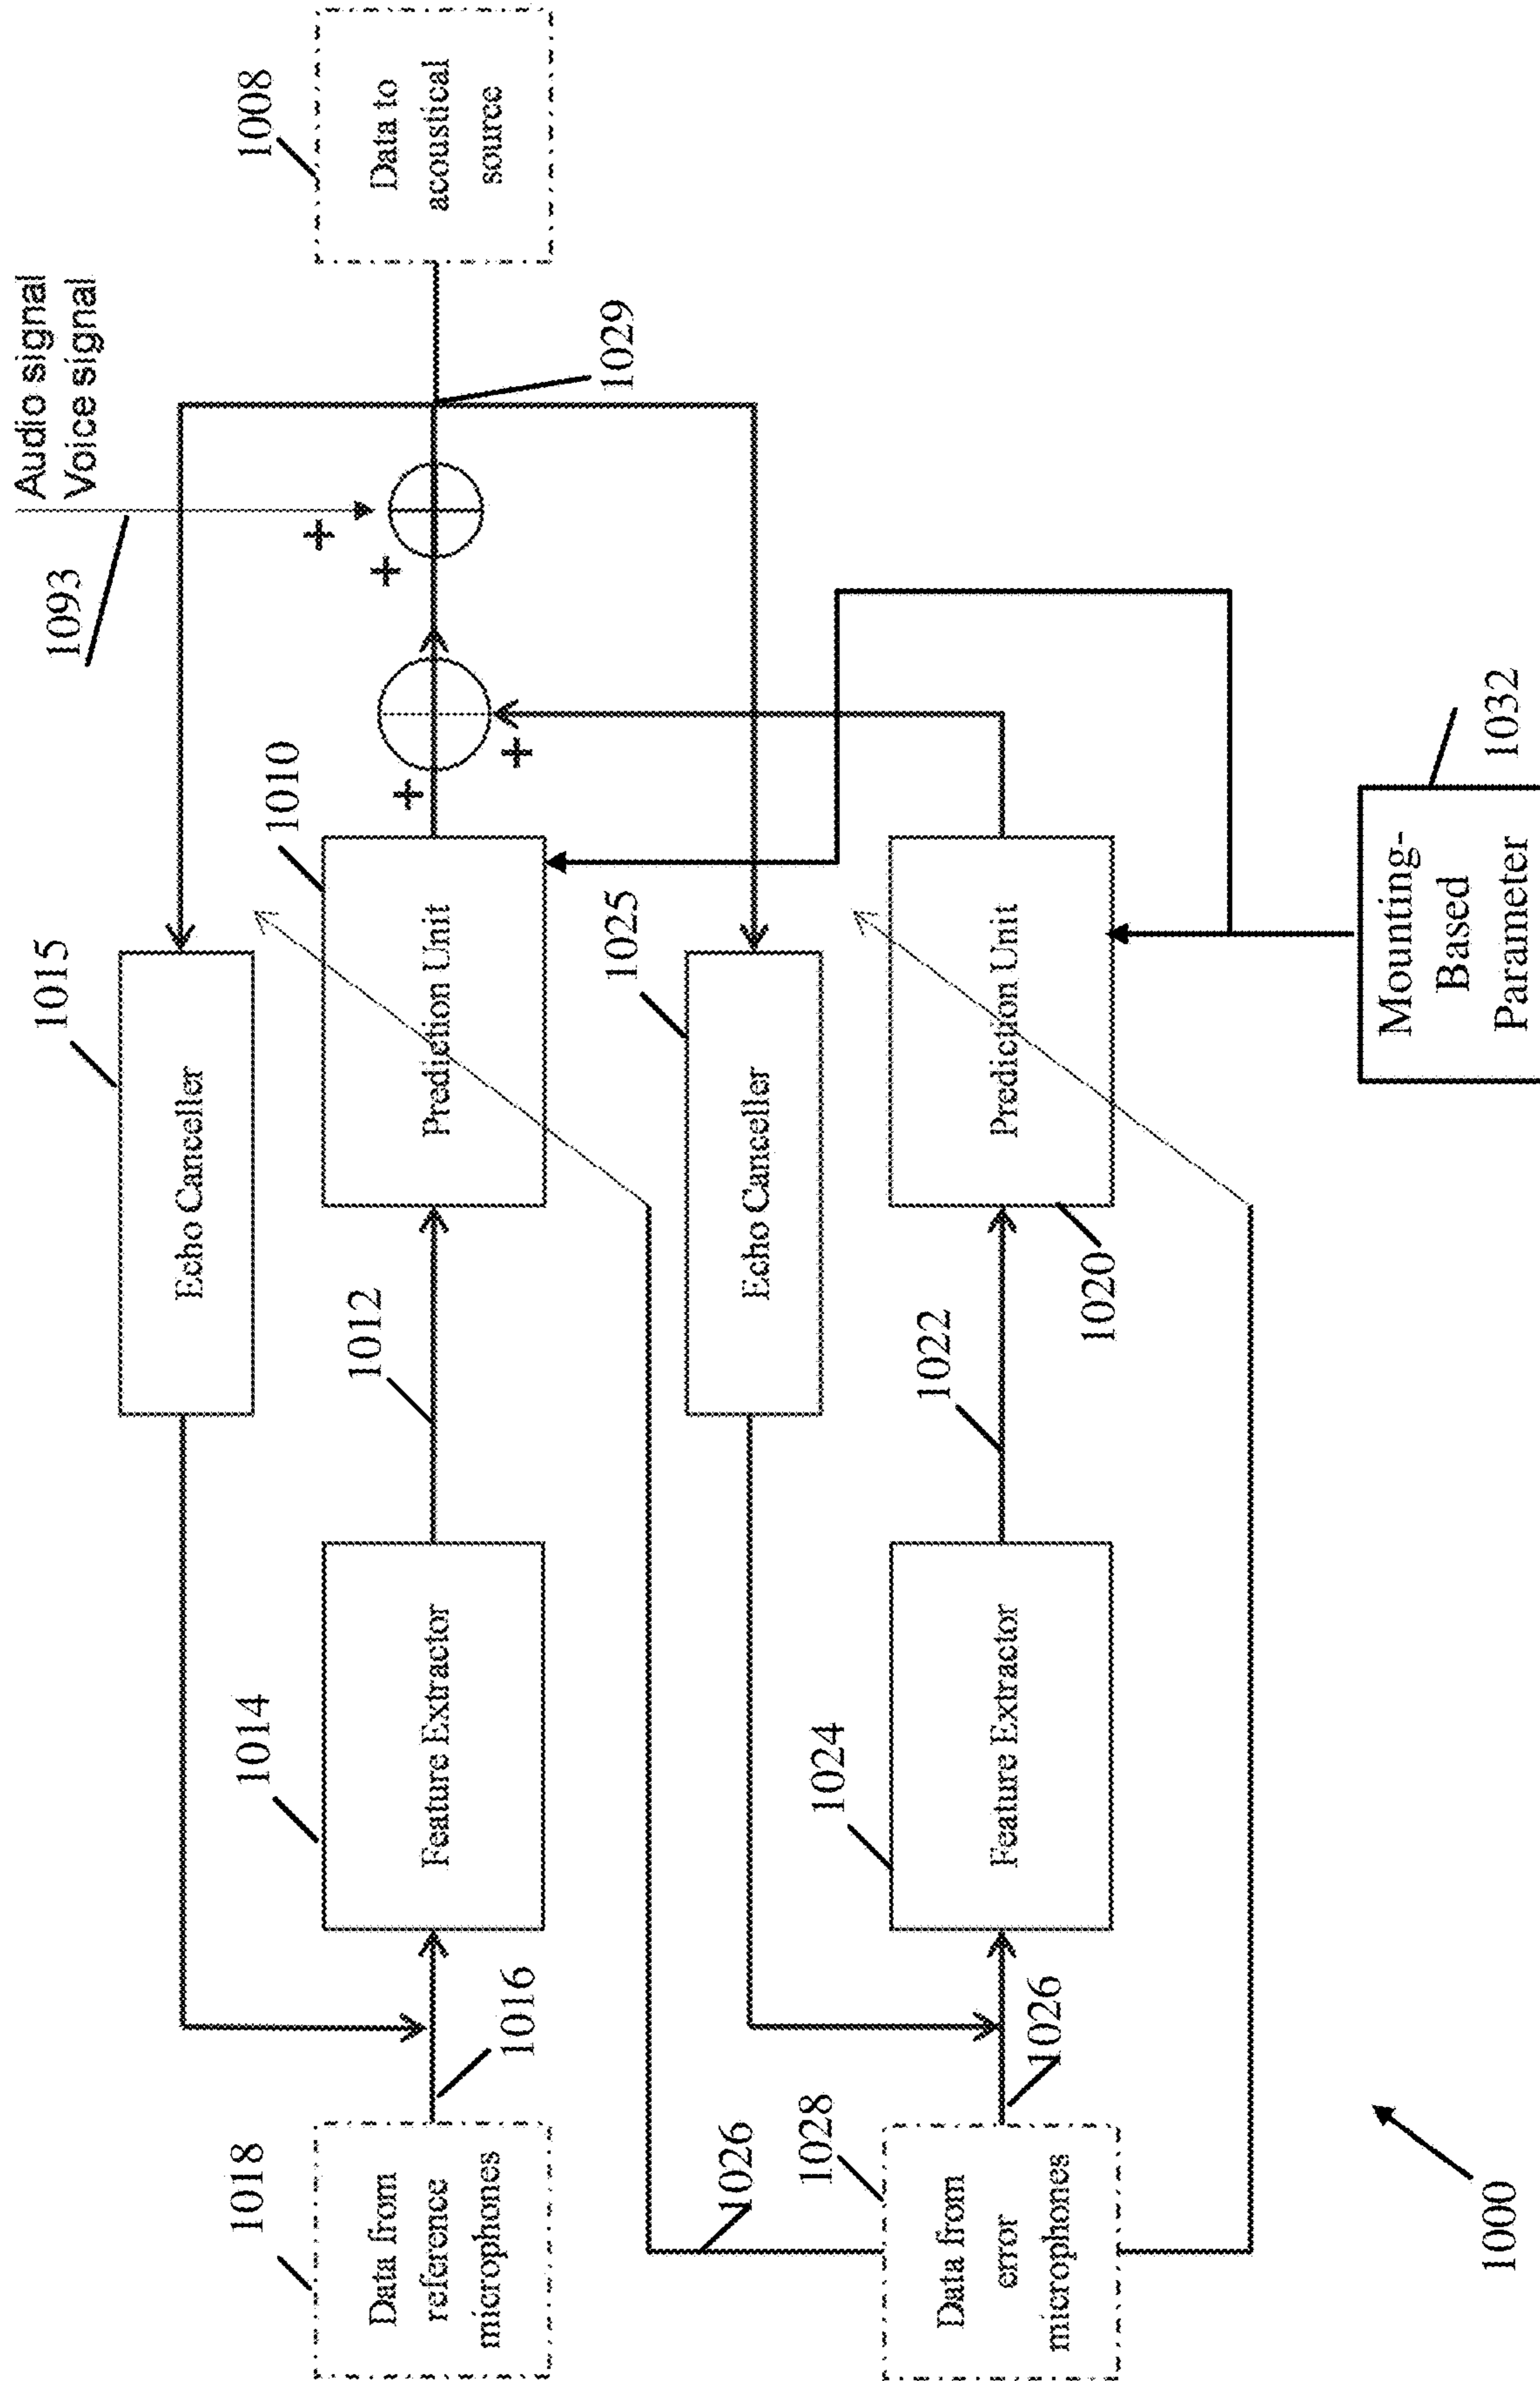 Audio signal
Voice signal
1093
1008
Data to
acoustical
source
1029
1015
Echo Canceller
1010
Prediction Unit
1012
1014
Feature Extractor
1016
1018
Data from
reference
microphones
1025
Echo Canceller
Prediction Unit
1020
1022
1024
Feature Extractor
1026
1026
1028
Data from
error
microphones
1032
Mounting-
Based
Parameter
1000